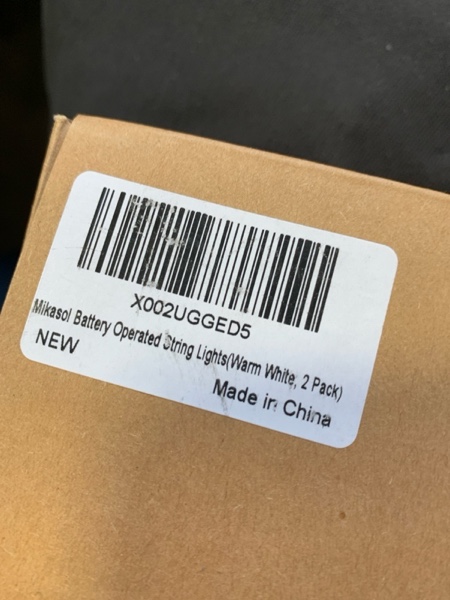 X002UGGED5
Mikasol Battery Operated String Lights(Warm White, 2 Pack)
NEW
Made in China